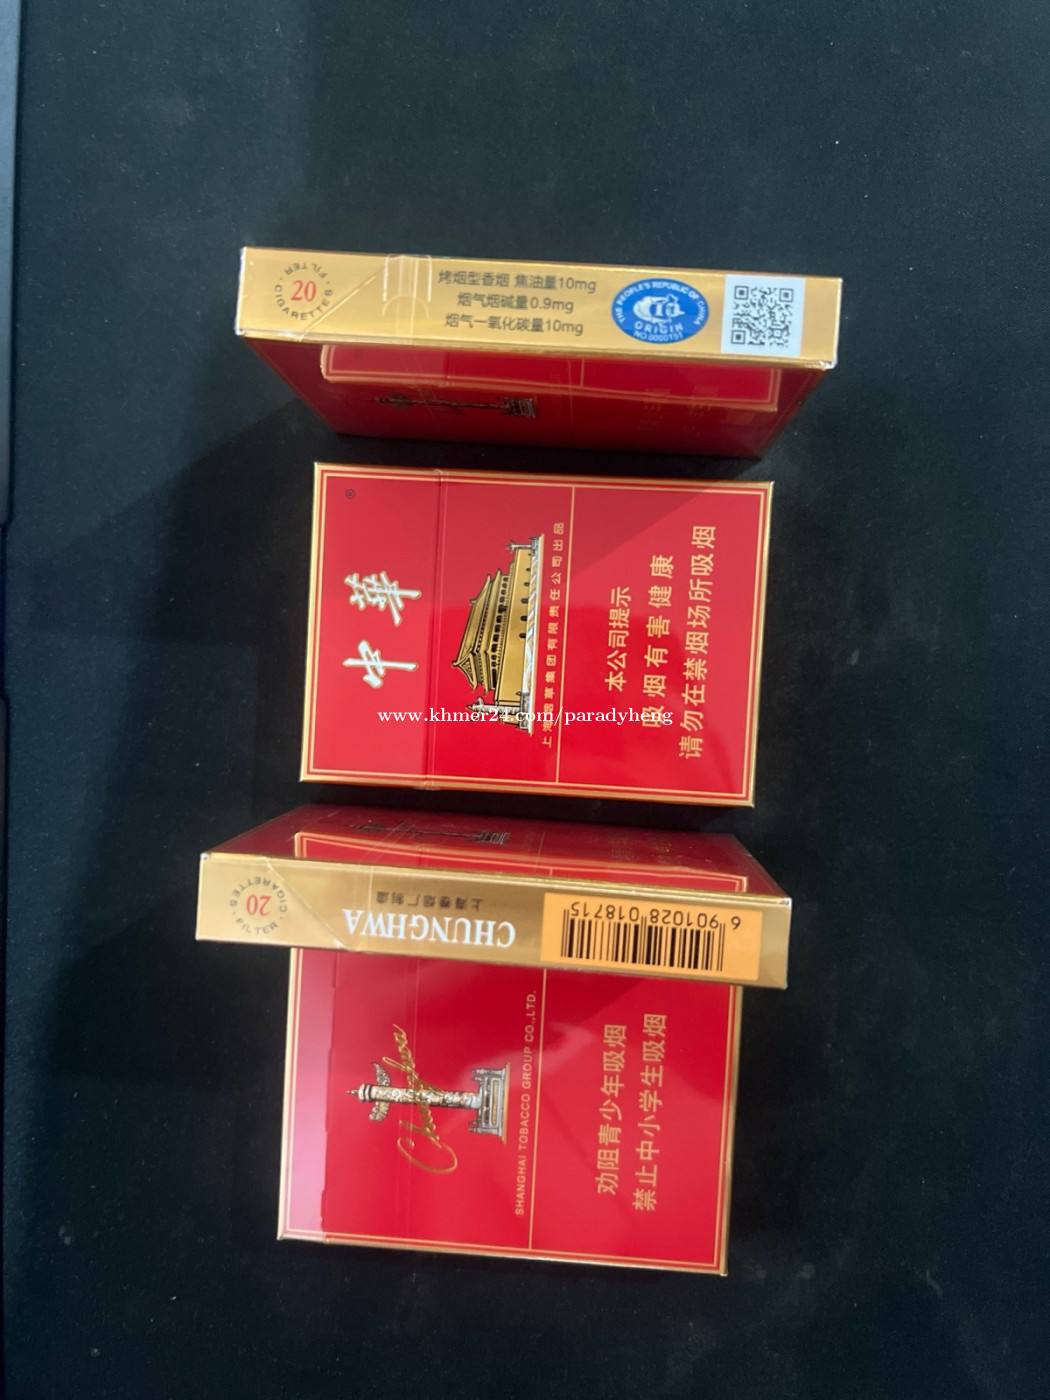 20
FILTER · CIGARETTES ·
烤烟型香烟 焦油量10mg
烟气烟碱量0.9mg
烟气一氧化碳量10mg
THE PEOPLE'S REPUBLIC OF CHINA
ORIGIN
NO.0000151
®
中華
上海烟草集团有限责任公司出品
本公司提示
吸烟有害健康
请勿在禁烟场所吸烟
www.khmer24.com/paradyheng
20
FILTER · CIGARETTES ·
CHUNGHWA
上海卷烟厂制造
6 901028 018715
Chunghwa
SHANGHAI TOBACCO GROUP CO.,LTD.
劝阻青少年吸烟
禁止中小学生吸烟